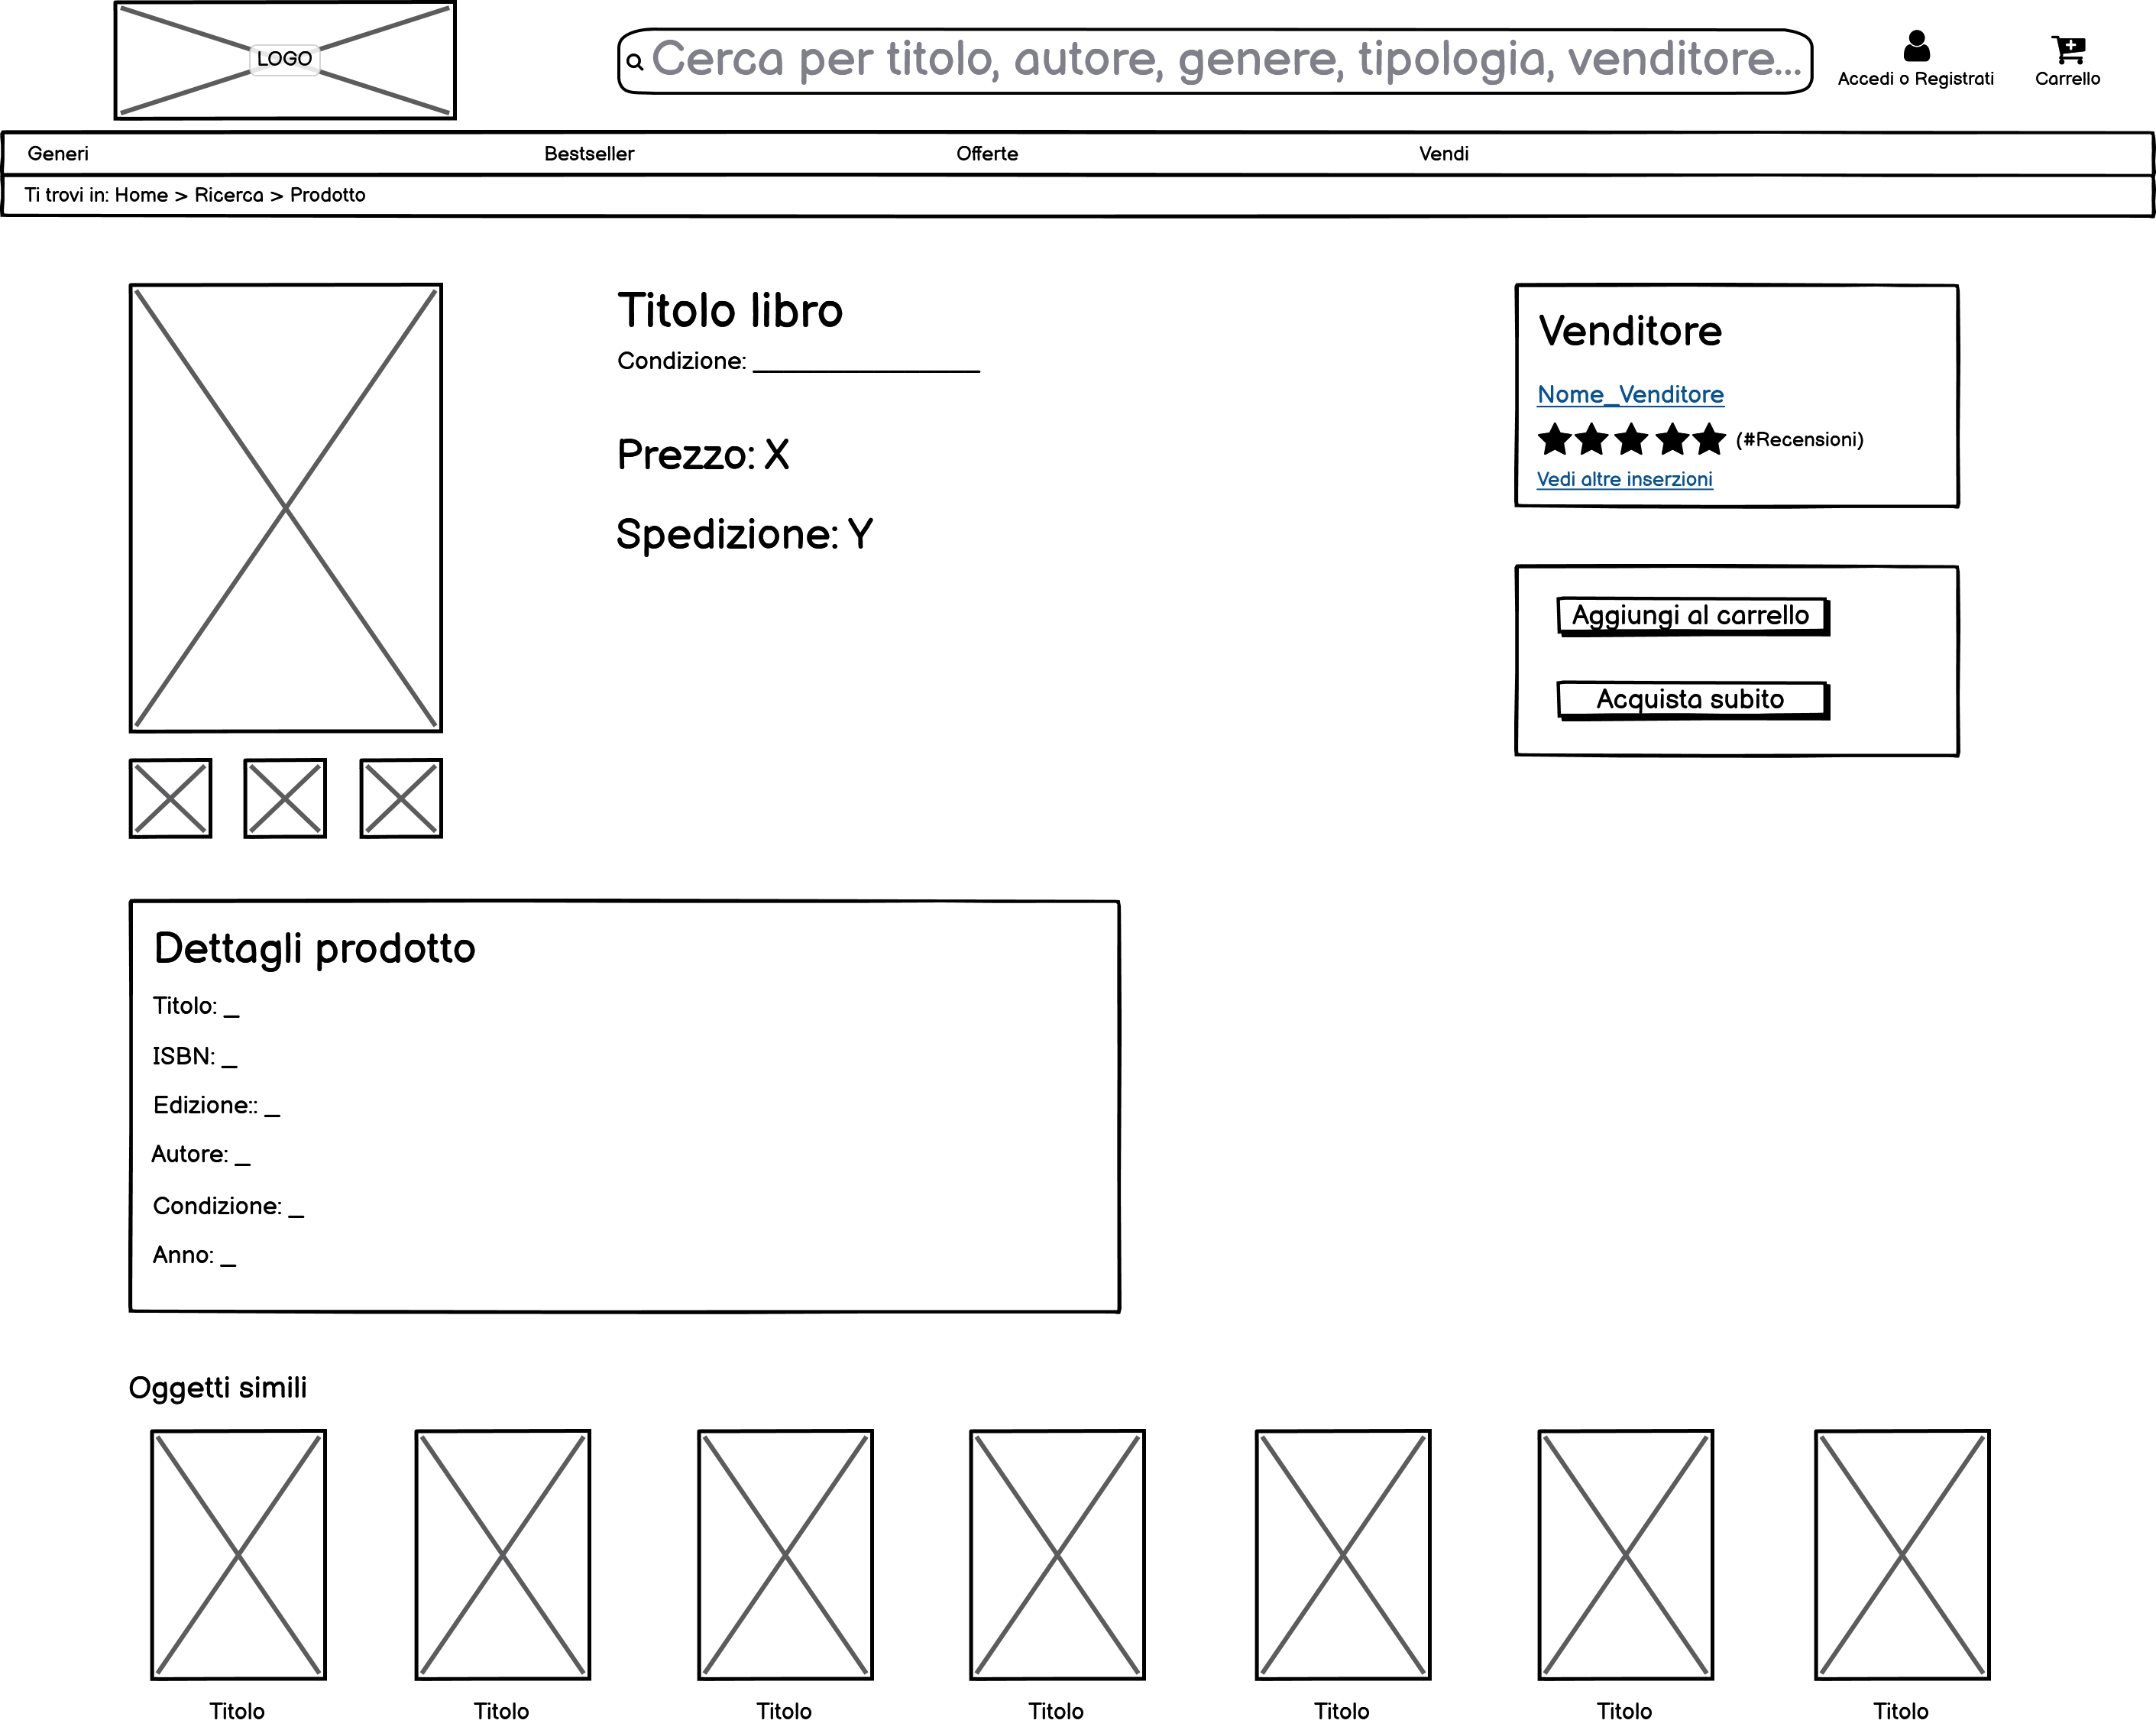 LOGO
Cerca per titolo, autore, genere, tipologia, venditore...
Accedi o Registrati
Carrello
Generi
Bestseller
Offerte
Vendi
Ti trovi in: Home > Ricerca > Prodotto
Titolo libro
Condizione: _________________
Prezzo: X
Spedizione: Y
Venditore
Nome_Venditore
(#Recensioni)
Vedi altre inserzioni
Aggiungi al carrello
Acquista subito
Dettagli prodotto
Titolo: _
ISBN: _
Edizione:: _
Autore: _
Condizione: _
Anno: _
Oggetti simili
Titolo
Titolo
Titolo
Titolo
Titolo
Titolo
Titolo